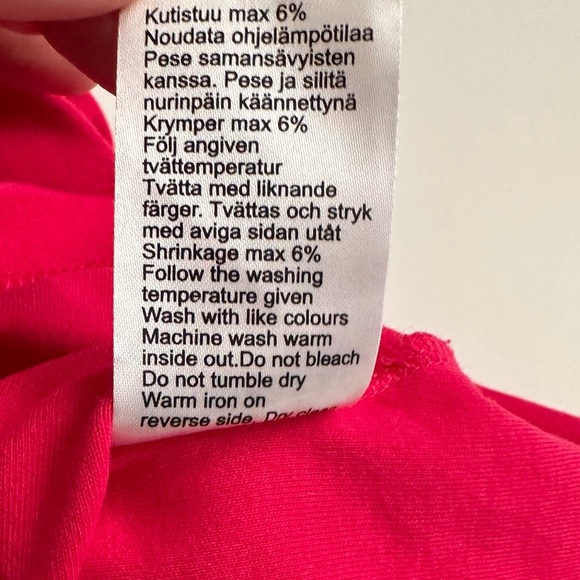 Kutistuu max 6%
Noudata ohjelämpötilaa
Pese samansävyisten
kanssa. Pese ja silitä
nurinpäin käännettynä
Krymper max 6%
Följ angiven
tvättemperatur
Tvätta med liknande
färger. Tvättas och stryk
med aviga sidan utåt
Shrinkage max 6%
Follow the washing
temperature given
Wash with like colours
Machine wash warm
inside out.Do not bleach
Do not tumble dry
Warm iron on
reverse side. Dry